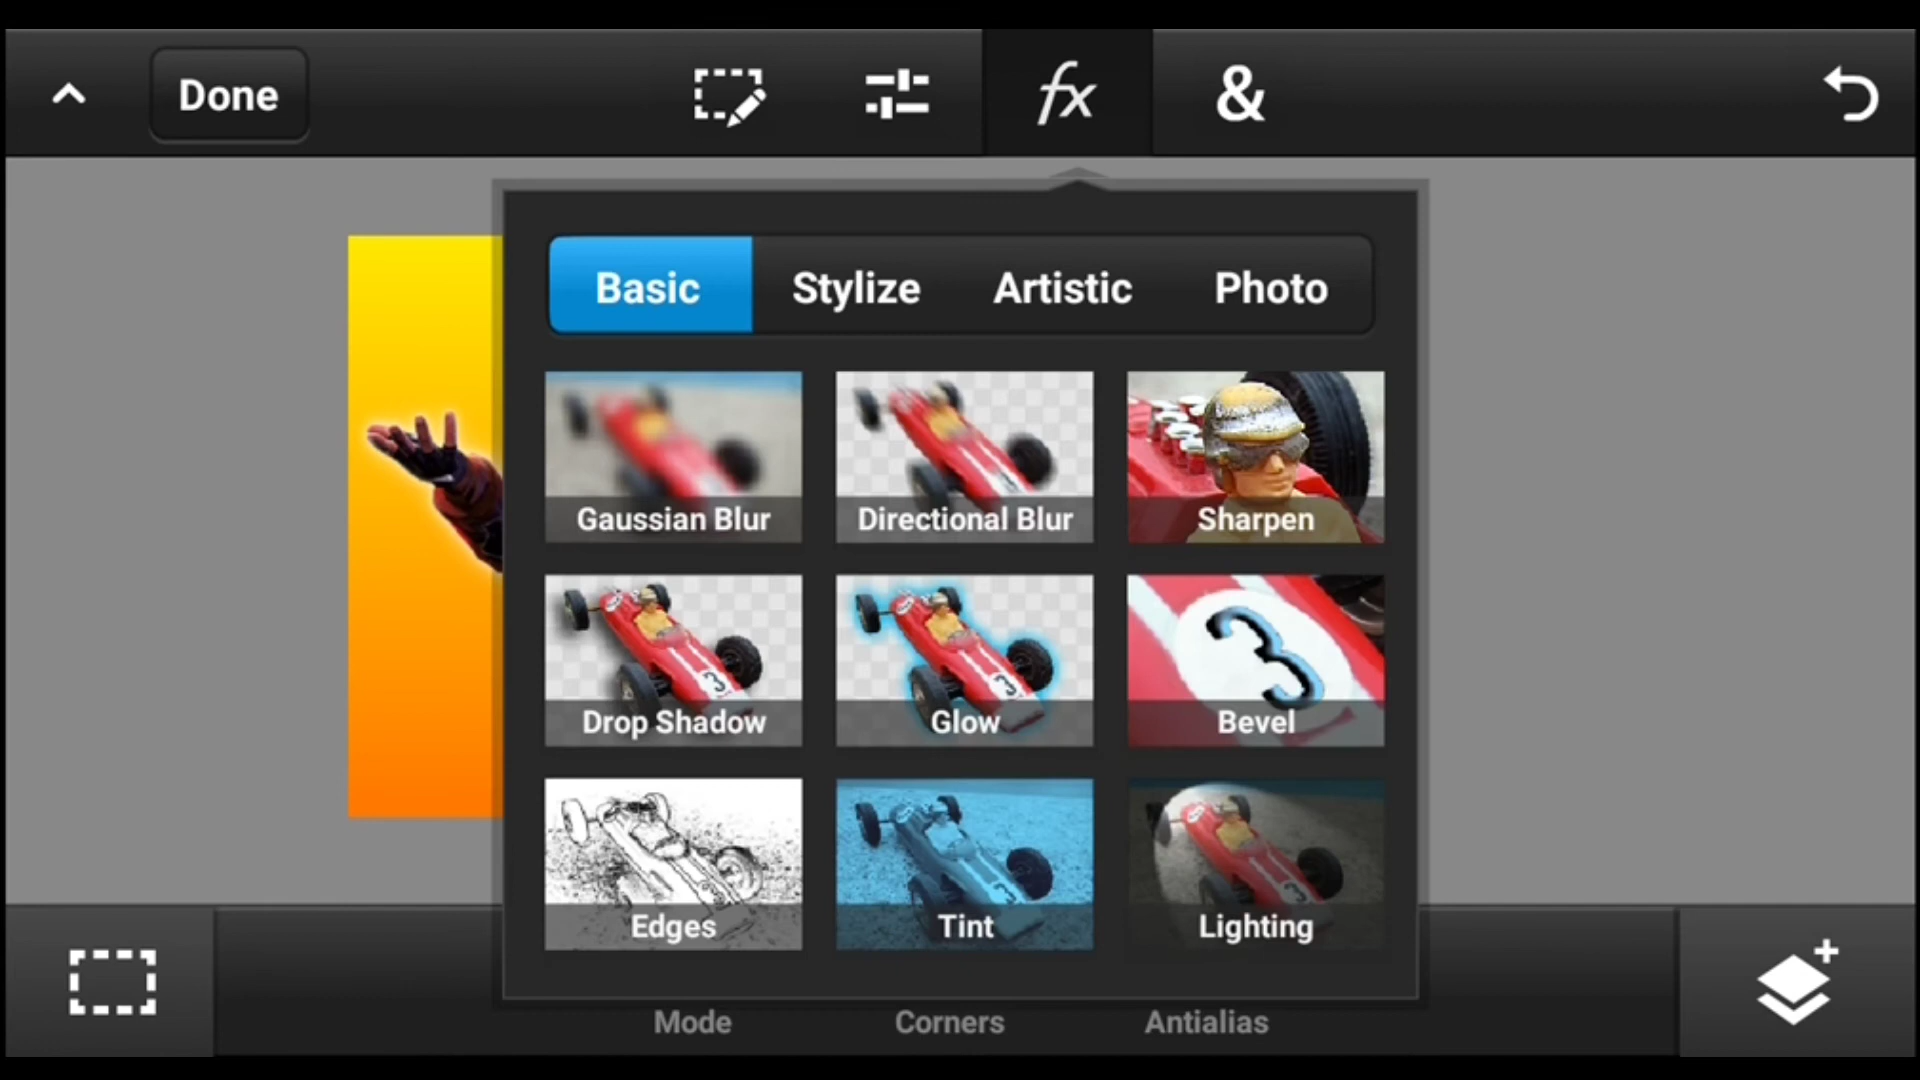 Done
fx
&
Basic
Stylize
Artistic
Photo
Gaussian Blur
Directional Blur
Sharpen
Drop Shadow
Glow
Bevel
Edges
Tint
Lighting
Mode
Corners
Antialias